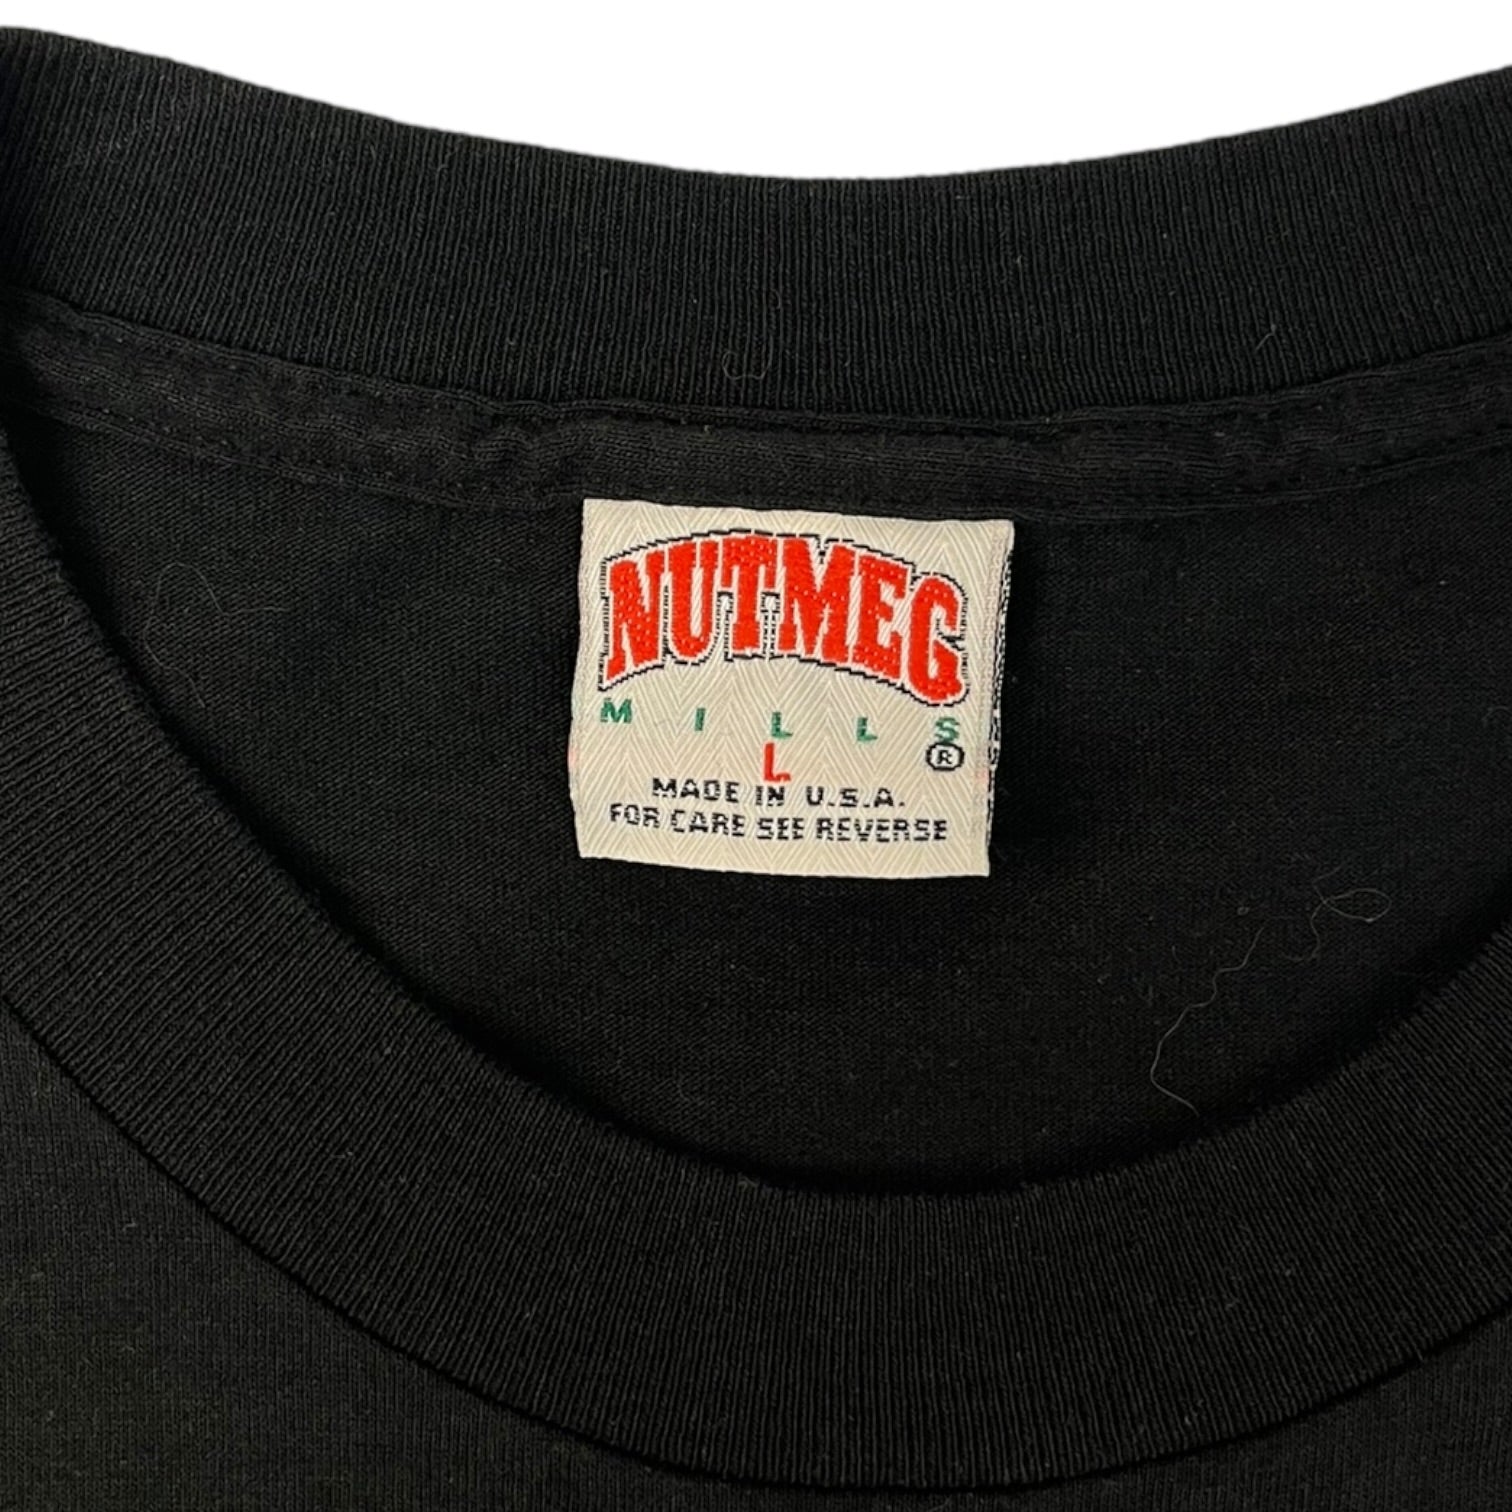 NUTMEG
MILLS
®
L
MADE IN U.S.A.
FOR CARE SEE REVERSE